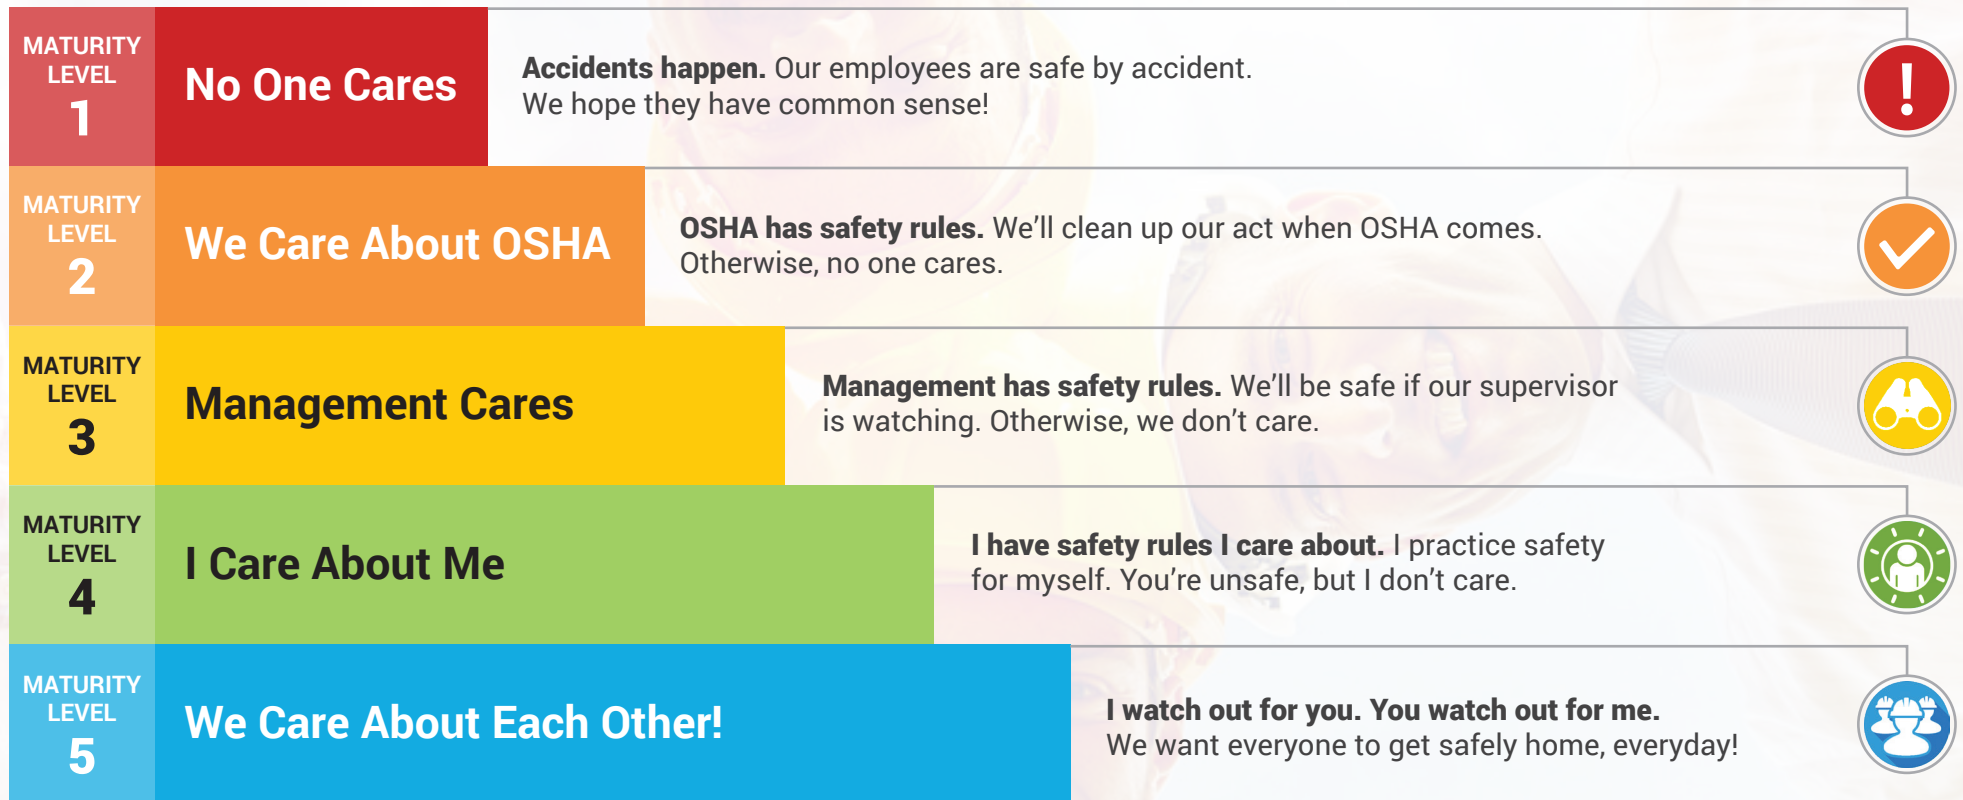 MATURITY
LEVEL
1
No One Cares
Accidents happen. Our employees are safe by accident.
We hope they have common sense!
!
MATURITY
LEVEL
2
We Care About OSHA
OSHA has safety rules. We’ll clean up our act when OSHA comes.
Otherwise, no one cares.
MATURITY
LEVEL
3
Management Cares
Management has safety rules. We’ll be safe if our supervisor
is watching. Otherwise, we don’t care.
MATURITY
LEVEL
4
I Care About Me
I have safety rules I care about. I practice safety
for myself. You’re unsafe, but I don’t care.
MATURITY
LEVEL
5
We Care About Each Other!
I watch out for you. You watch out for me.
We want everyone to get safely home, everyday!